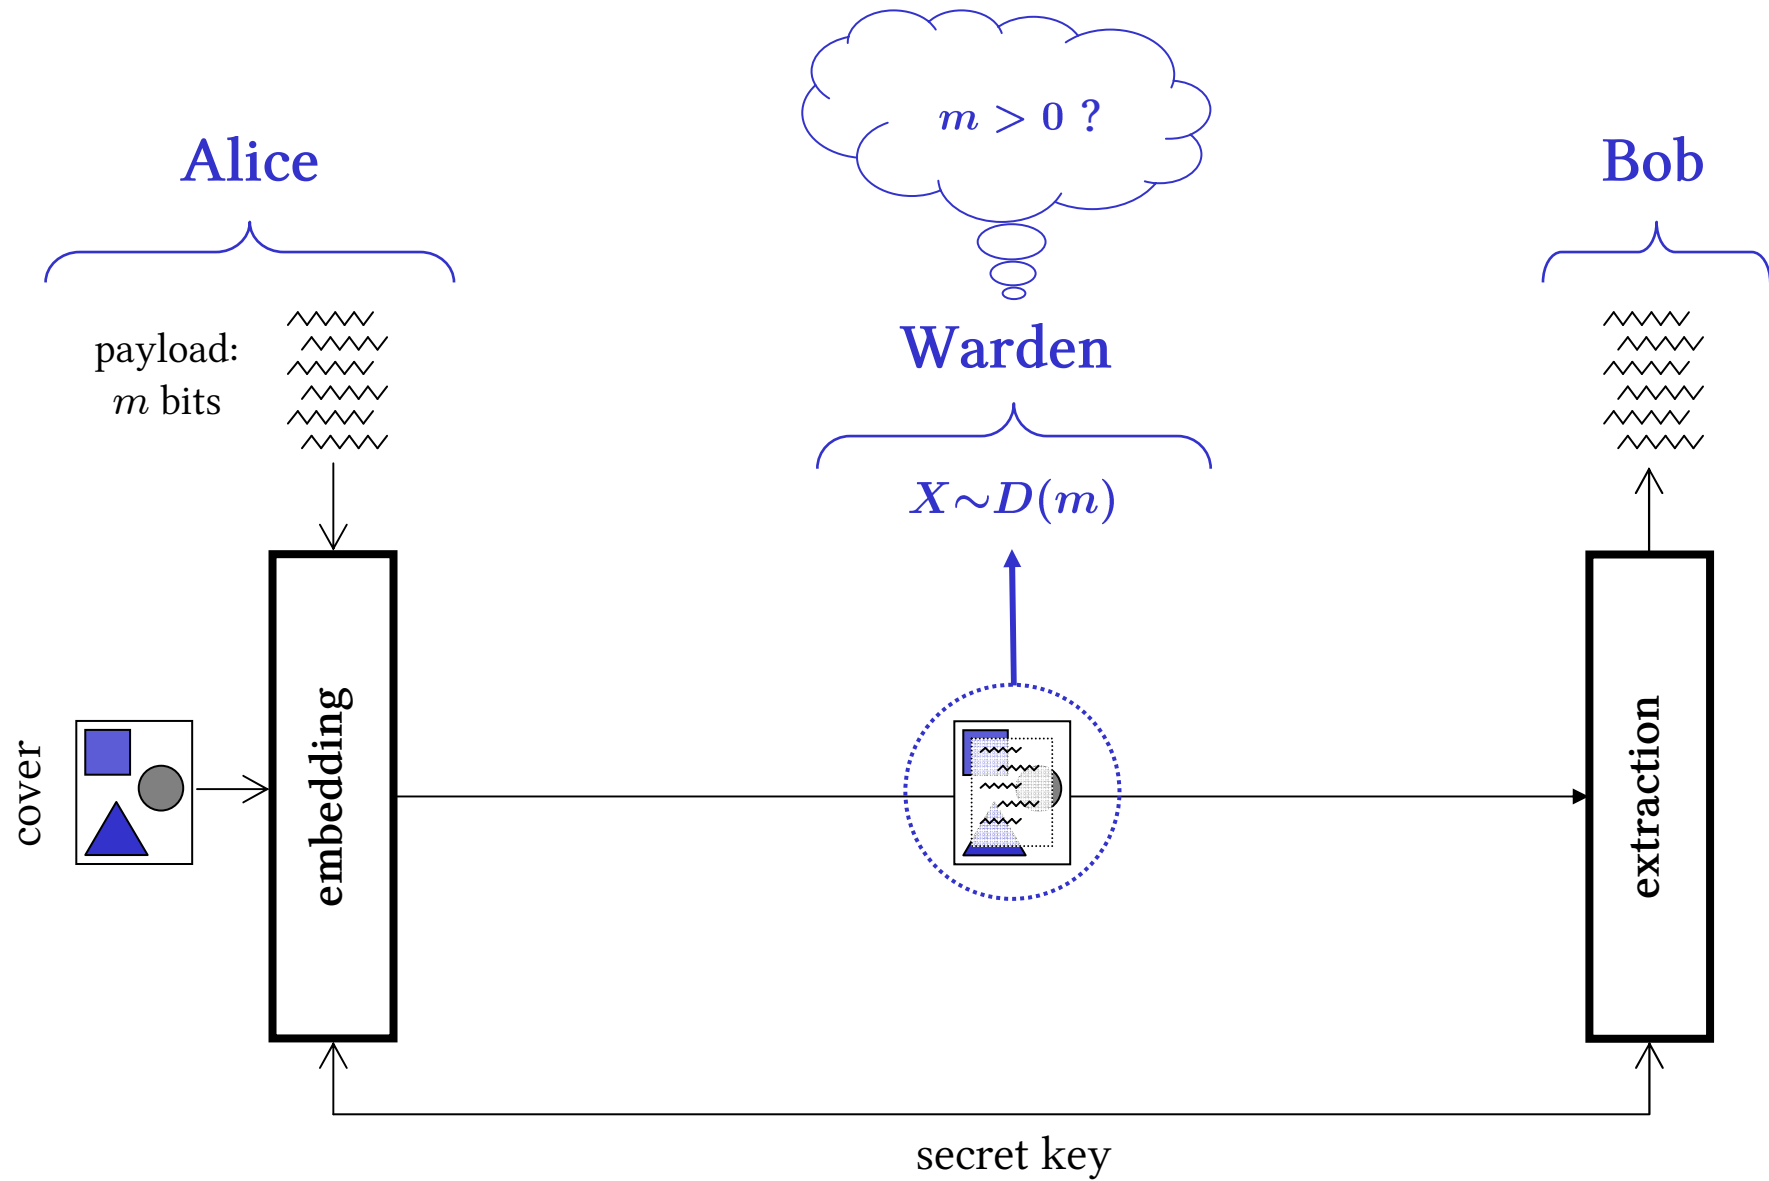 m > 0 ?
Alice
Bob
payload:
m bits
Warden
X~D(m)
cover
embedding
extraction
secret key